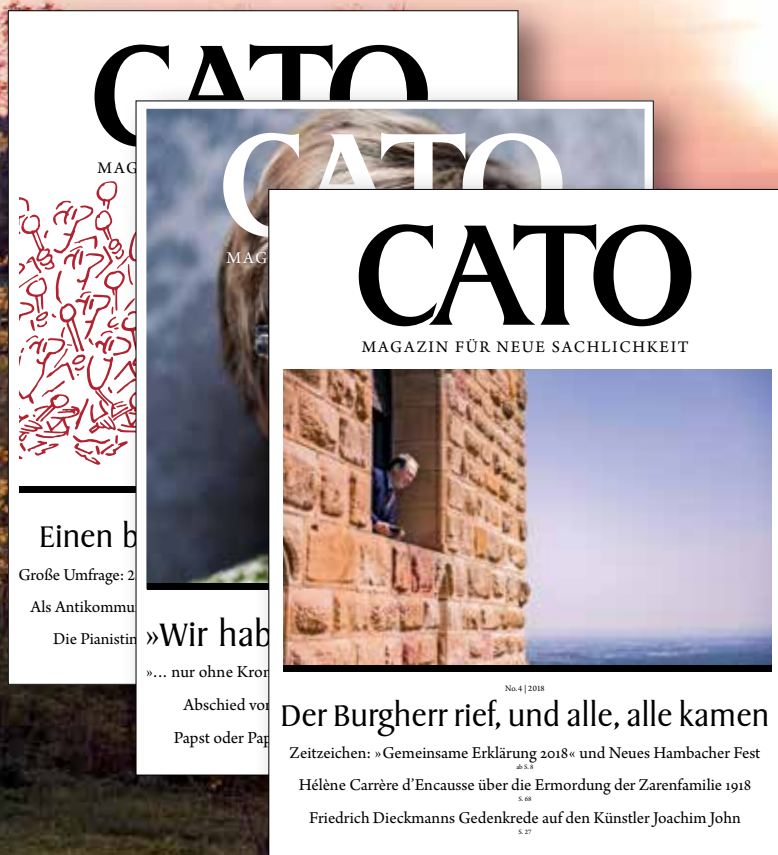 CATO
MAG
Einen b
Große Umfrage: 2
Als Antikommu
Die Pianistin
CATO
MAG
»Wir hab
»… nur ohne Kron
Abschied vo
Papst oder Pap
CATO
MAGAZIN FÜR NEUE SACHLICHKEIT
No.4 | 2018
Der Burgherr rief, und alle, alle kamen
Zeitzeichen: »Gemeinsame Erklärung 2018« und Neues Hambacher Fest
ab S. 8
Hélène Carrère d’Encausse über die Ermordung der Zarenfamilie 1918
S. 68
Friedrich Dieckmanns Gedenkrede auf den Künstler Joachim John
S. 27